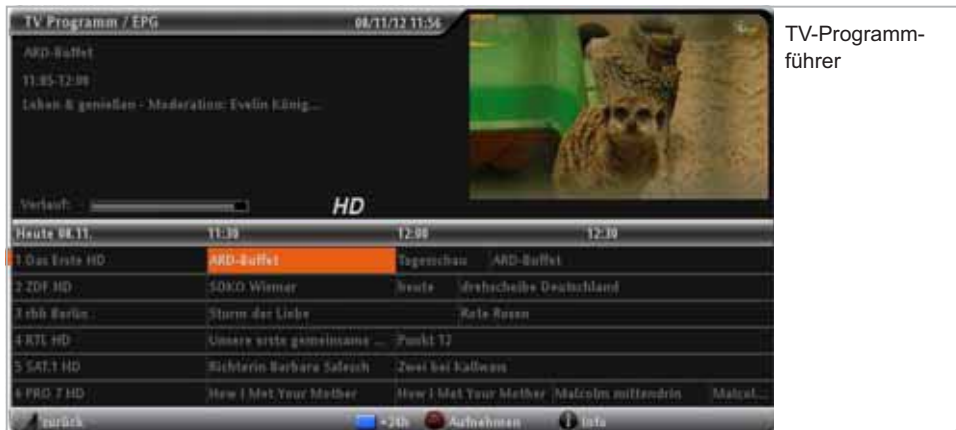 TV Programm / EPG 08/11/12 11:56
ARD-Buffet
11:05-12:00
Leben & genießen - Moderation: Evelin König...
Verlauf:
HD
Heute 08.11. 11:30 12:00 12:30
1 Das Erste HD ARD-Buffet Tagesschau ARD-Buffet
2 ZDF HD SOKO Wismar heute drehscheibe Deutschland
3 rbb Berlin Sturm der Liebe Rote Rosen
4 RTL HD Unsere erste gemeinsame ... Punkt 12
5 SAT.1 HD Richterin Barbara Salesch Zwei bei Kallwass
6 PRO 7 HD How I Met Your Mother How I Met Your Mother Malcolm mittendrin Malcol...
zurück +24h Aufnehmen Info
TV-Programm-
führer